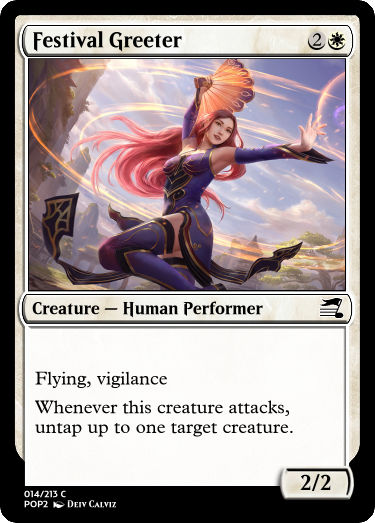 Festival Greeter 2
Creature — Human Performer
Flying, vigilance
Whenever this creature attacks,
untap up to one target creature.
2/2
014/213 C
POP2 Deiv Calviz